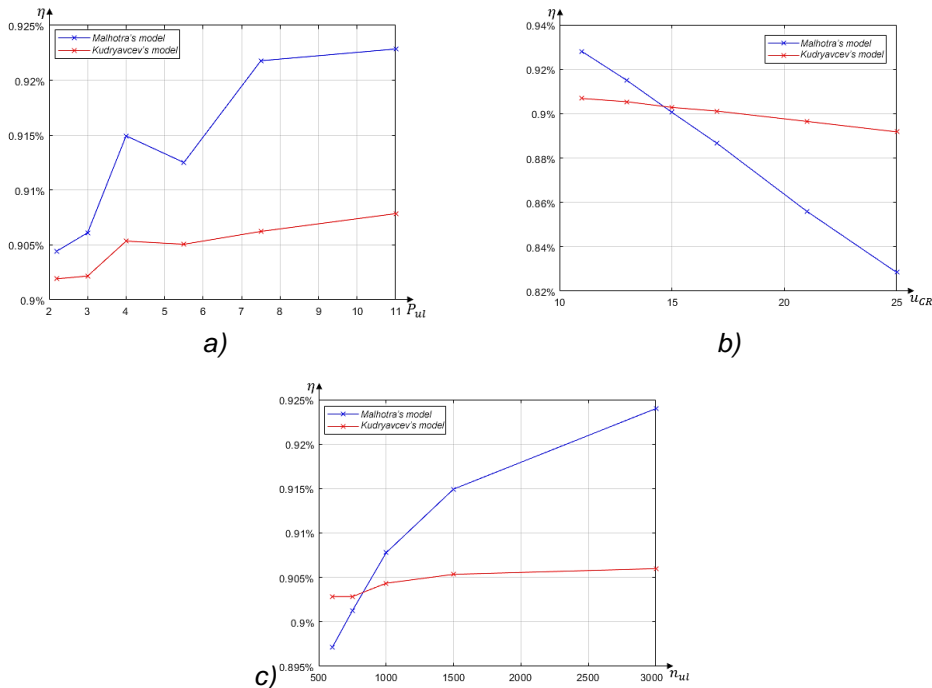 η
0.925%
0.92%
0.915%
0.91%
0.905%
0.9%
Malhotra's model
Kudryavcev's model
2 3 4 5 6 7 8 9 10 11 P_ul
a)
η
0.94%
0.92%
0.9%
0.88%
0.86%
0.84%
0.82%
Malhotra's model
Kudryavcev's model
10 15 20 25 u_CR
b)
η
0.925%
0.92%
0.915%
0.91%
0.905%
0.9%
0.895%
Malhotra's model
Kudryavcev's model
500 1000 1500 2000 2500 3000 n_ul
c)